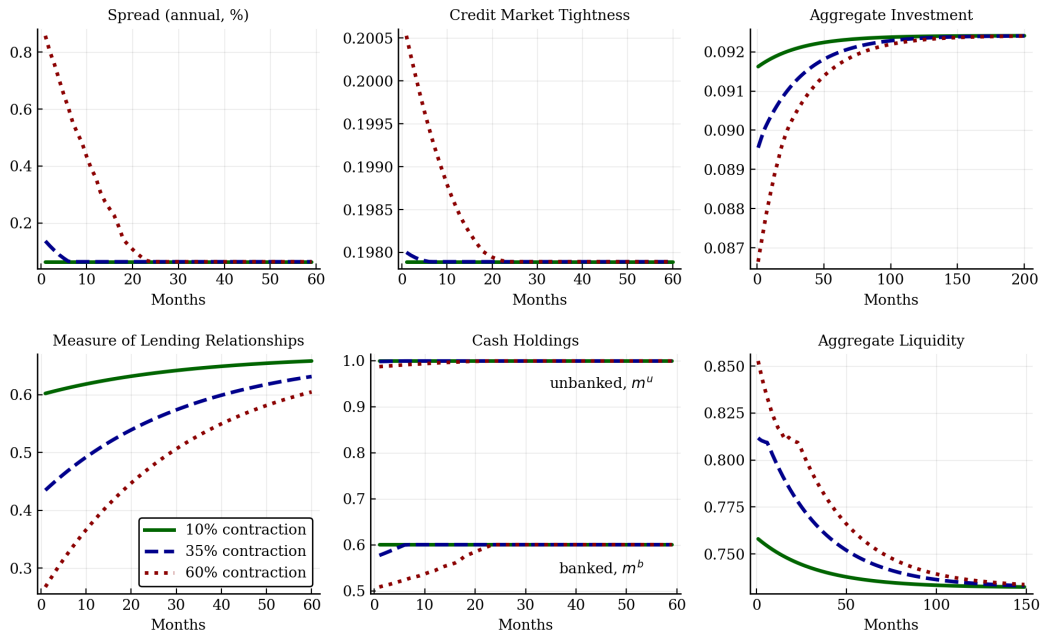 Spread (annual, %)
0.8
0.6
0.4
0.2
0 10 20 30 40 50 60
Months
Credit Market Tightness
0.2005
0.2000
0.1995
0.1990
0.1985
0.1980
0 10 20 30 40 50 60
Months
Aggregate Investment
0.092
0.091
0.090
0.089
0.088
0.087
0 50 100 150 200
Months
Measure of Lending Relationships
0.6
0.5
0.4
0.3
10% contraction
35% contraction
60% contraction
0 10 20 30 40 50 60
Months
Cash Holdings
1.0
unbanked, m^u
0.9
0.8
0.7
0.6
banked, m^b
0.5
0 10 20 30 40 50 60
Months
Aggregate Liquidity
0.850
0.825
0.800
0.775
0.750
0 50 100 150
Months